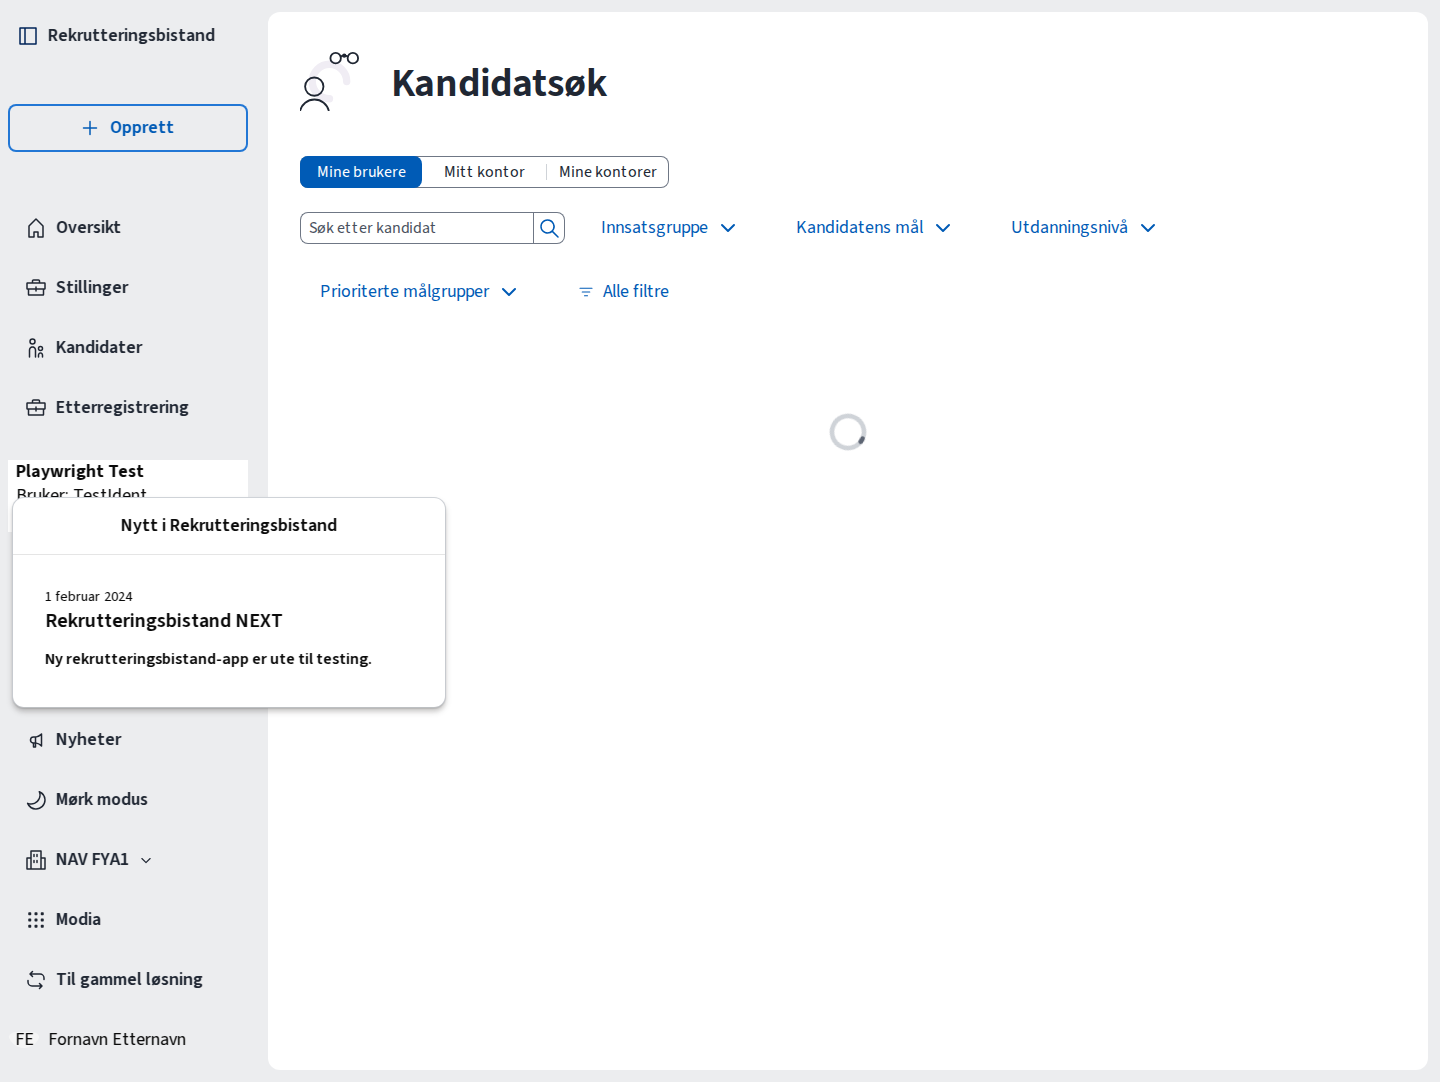 Rekrutteringsbistand
Opprett
Oversikt
Stillinger
Kandidater
Etterregistrering
Playwright Test
Bruker: TestIdent
Nytt i Rekrutteringsbistand
1 februar 2024
Rekrutteringsbistand NEXT
Ny rekrutteringsbistand-app er ute til testing.
Nyheter
Mørk modus
NAV FYA1
Modia
Til gammel løsning
FE Fornavn Etternavn
Kandidatsøk
Mine brukere Mitt kontor Mine kontorer
Søk etter kandidat Innsatsgruppe Kandidatens mål Utdanningsnivå
Prioriterte målgrupper Alle filtre